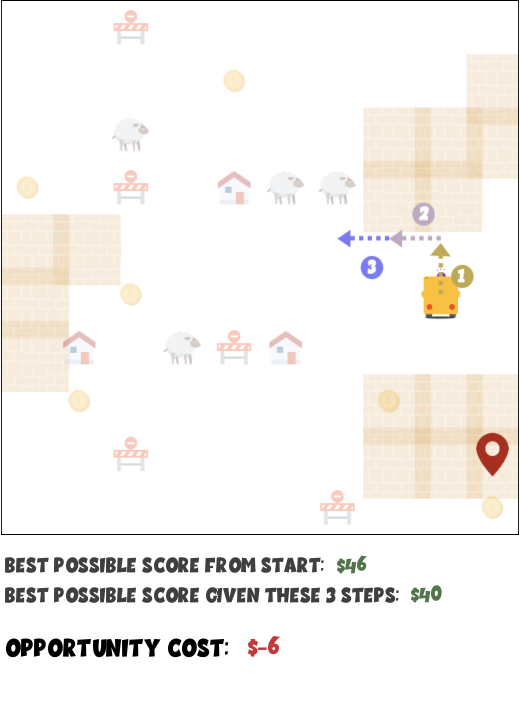 2
3
1
BEST POSSIBLE SCORE FROM START: $46
BEST POSSIBLE SCORE GIVEN THESE 3 STEPS: $40
OPPORTUNITY COST: $-6